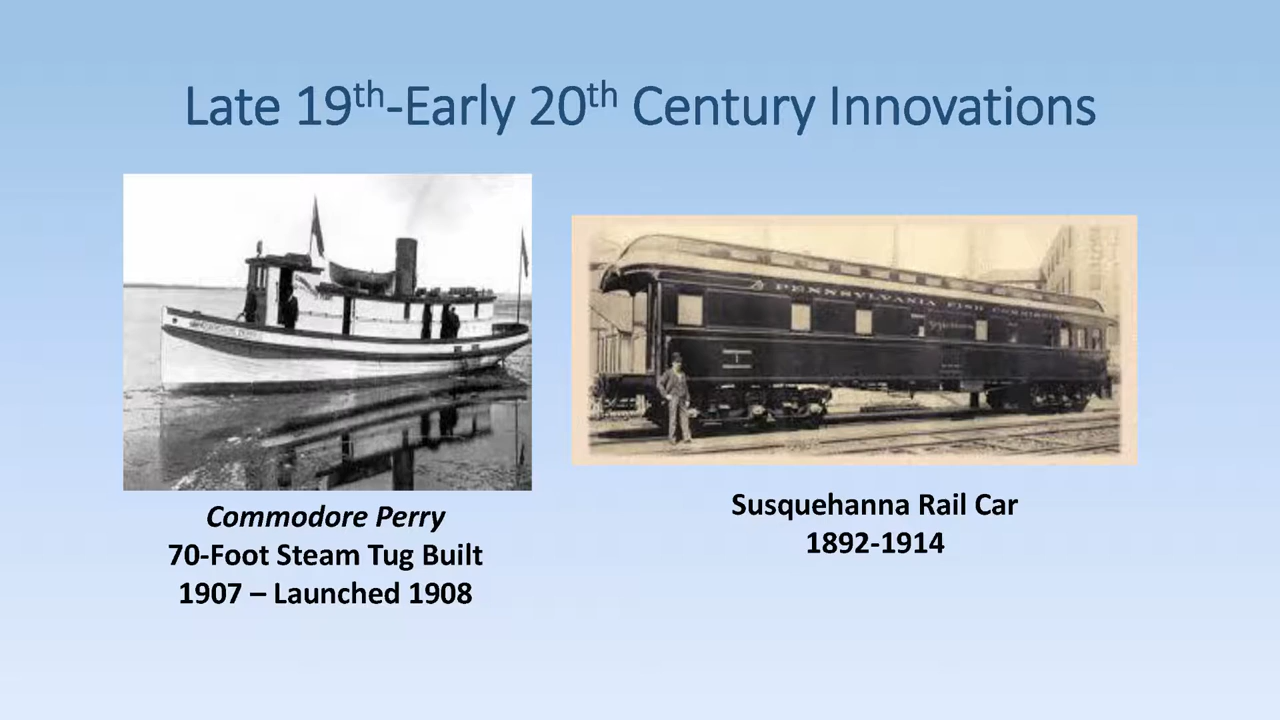 Late 19th-Early 20th Century Innovations
PENNSYLVANIA FISH COMMISSION
Commodore Perry
70-Foot Steam Tug Built
1907 – Launched 1908
Susquehanna Rail Car
1892-1914